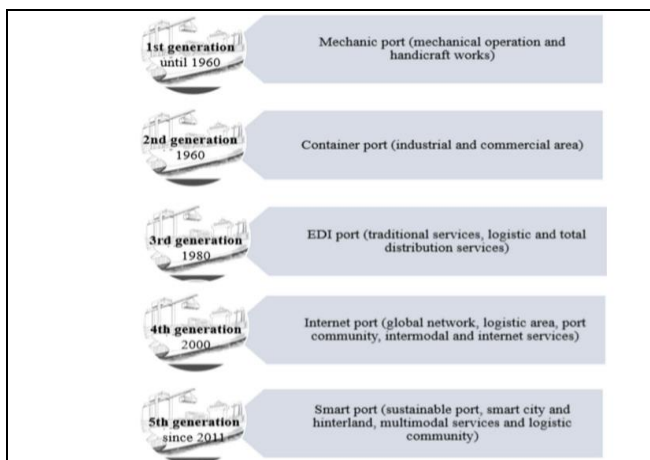 1st generation
until 1960
Mechanic port (mechanical operation and
handicraft works)
2nd generation
1960
Container port (industrial and commercial area)
3rd generation
1980
EDI port (traditional services, logistic and total
distribution services)
4th generation
2000
Internet port (global network, logistic area, port
community, intermodal and internet services)
5th generation
since 2011
Smart port (sustainable port, smart city and
hinterland, multimodal services and logistic
community)